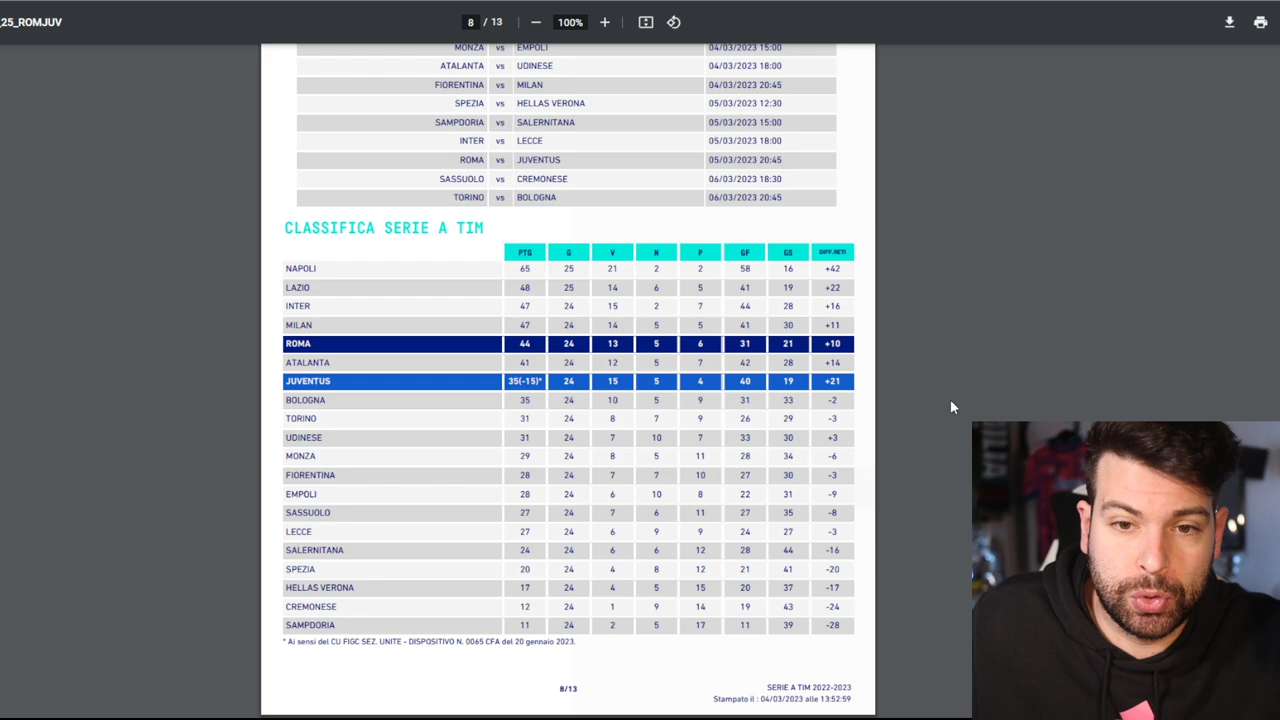 _25_ROMJUV 8 / 13 100%
MONZA vs EMPOLI 04/03/2023 15:00
ATALANTA vs UDINESE 04/03/2023 18:00
FIORENTINA vs MILAN 04/03/2023 20:45
SPEZIA vs HELLAS VERONA 05/03/2023 12:30
SAMPDORIA vs SALERNITANA 05/03/2023 15:00
INTER vs LECCE 05/03/2023 18:00
ROMA vs JUVENTUS 05/03/2023 20:45
SASSUOLO vs CREMONESE 06/03/2023 18:30
TORINO vs BOLOGNA 06/03/2023 20:45
CLASSIFICA SERIE A TIM
PTG G V N P GF GS DIFF.RETI
NAPOLI 65 25 21 2 2 58 16 +42
LAZIO 48 25 14 6 5 41 19 +22
INTER 47 24 15 2 7 44 28 +16
MILAN 47 24 14 5 5 41 30 +11
ROMA 44 24 13 5 6 31 21 +10
ATALANTA 41 24 12 5 7 42 28 +14
JUVENTUS 35(-15)* 24 15 5 4 40 19 +21
BOLOGNA 35 24 10 5 9 31 33 -2
TORINO 31 24 8 7 9 26 29 -3
UDINESE 31 24 7 10 7 33 30 +3
MONZA 29 24 8 5 11 28 34 -6
FIORENTINA 28 24 7 7 10 27 30 -3
EMPOLI 28 24 6 10 8 22 31 -9
SASSUOLO 27 24 7 6 11 27 35 -8
LECCE 27 24 6 9 9 24 27 -3
SALERNITANA 24 24 6 6 12 28 44 -16
SPEZIA 20 24 4 8 12 21 41 -20
HELLAS VERONA 17 24 4 5 15 20 37 -17
CREMONESE 12 24 1 9 14 19 43 -24
SAMPDORIA 11 24 2 5 17 11 39 -28
* Ai sensi del CU FIGC SEZ. UNITE - DISPOSITIVO N. 0065 CFA del 20 gennaio 2023.
8/13
SERIE A TIM 2022-2023
Stampato il : 04/03/2023 alle 13:52:59